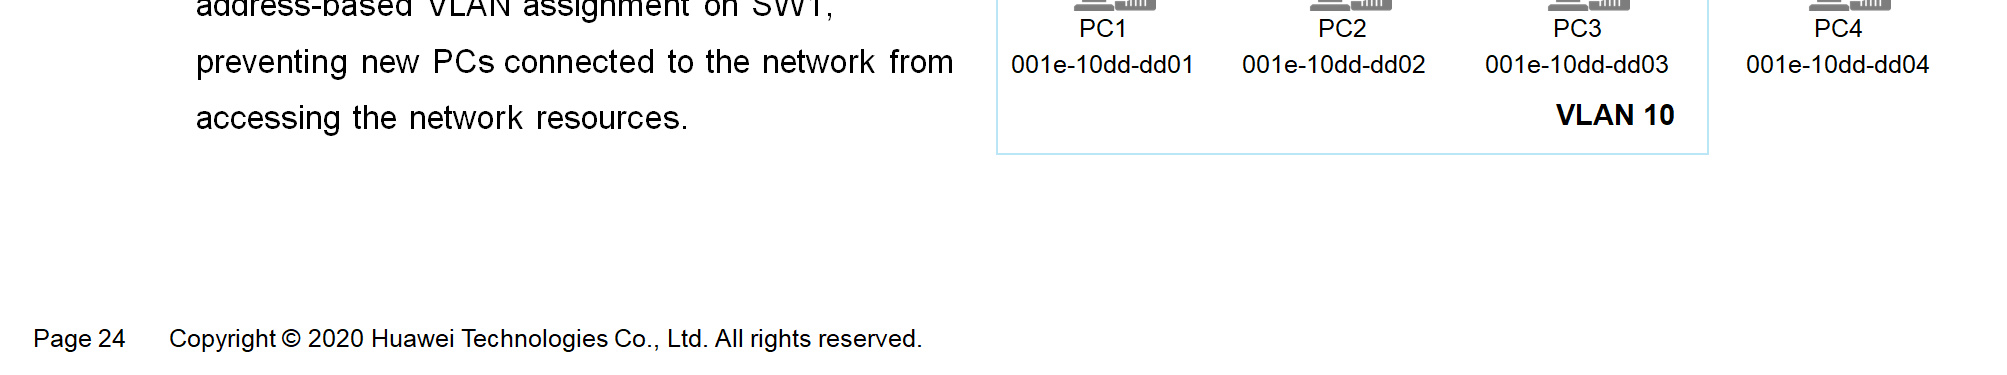 address-based VLAN assignment on SW1,
preventing new PCs connected to the network from
accessing the network resources.
PC1 PC2 PC3 PC4
001e-10dd-dd01 001e-10dd-dd02 001e-10dd-dd03 001e-10dd-dd04
VLAN 10
Page 24 Copyright © 2020 Huawei Technologies Co., Ltd. All rights reserved.